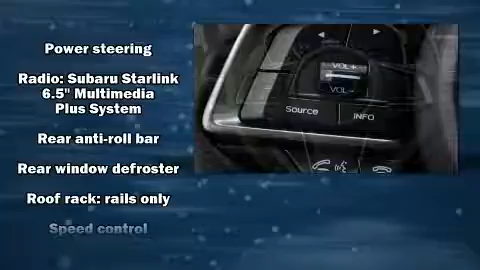 Power steering
Radio: Subaru Starlink
6.5" Multimedia
Plus System
Rear anti-roll bar
Rear window defroster
Roof rack: rails only
Speed control
VOL+
VOL-
Source
INFO